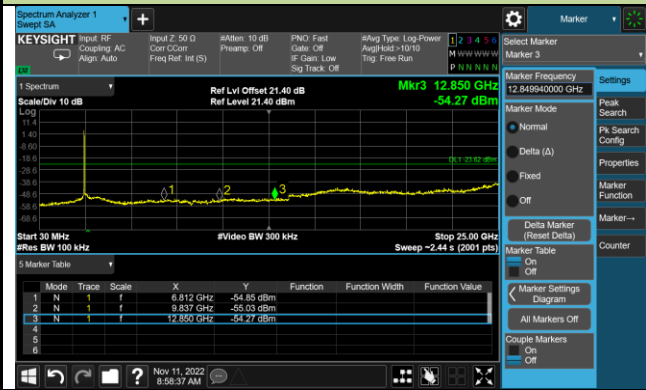 Spectrum Analyzer 1
Swept SA
KEYSIGHT
Input: RF
Coupling: AC
Align: Auto
Input Z: 50 Ω
Corr CCorr
Freq Ref: Int (S)
#Atten: 10 dB
Preamp: Off
PNO: Fast
Gate: Off
IF Gain: Low
Sig Track: Off
#Avg Type: Log-Power
Avg|Hold:>10/10
Trig: Free Run
1 2 3 4 5 6
M W W W W W
P N N N N N
1 Spectrum
Scale/Div 10 dB
Ref Lvl Offset 21.40 dB
Ref Level 21.40 dBm
Mkr3 12.850 GHz
-54.27 dBm
Log
11.4
1.40
-8.60
-18.6
DL1 -23.62 dBm
-28.6
-38.6
-48.6
1
2
3
-58.6
-68.6
Start 30 MHz
#Video BW 300 kHz
Stop 25.00 GHz
#Res BW 100 kHz
Sweep ~2.44 s (2001 pts)
5 Marker Table
Mode Trace Scale X Y Function Function Width Function Value
1 N 1 f 6.812 GHz -54.85 dBm
2 N 1 f 9.837 GHz -55.03 dBm
3 N 1 f 12.850 GHz -54.27 dBm
4
5
6
Nov 11, 2022
8:58:37 AM
Marker
Select Marker
Marker 3
Marker Frequency
12.849940000 GHz
Marker Mode
Normal
Delta (Δ)
Fixed
Off
Delta Marker
(Reset Delta)
Marker Table
On
Off
Marker Settings
Diagram
All Markers Off
Couple Markers
On
Off
Settings
Peak
Search
Pk Search
Config
Properties
Marker
Function
Marker→
Counter